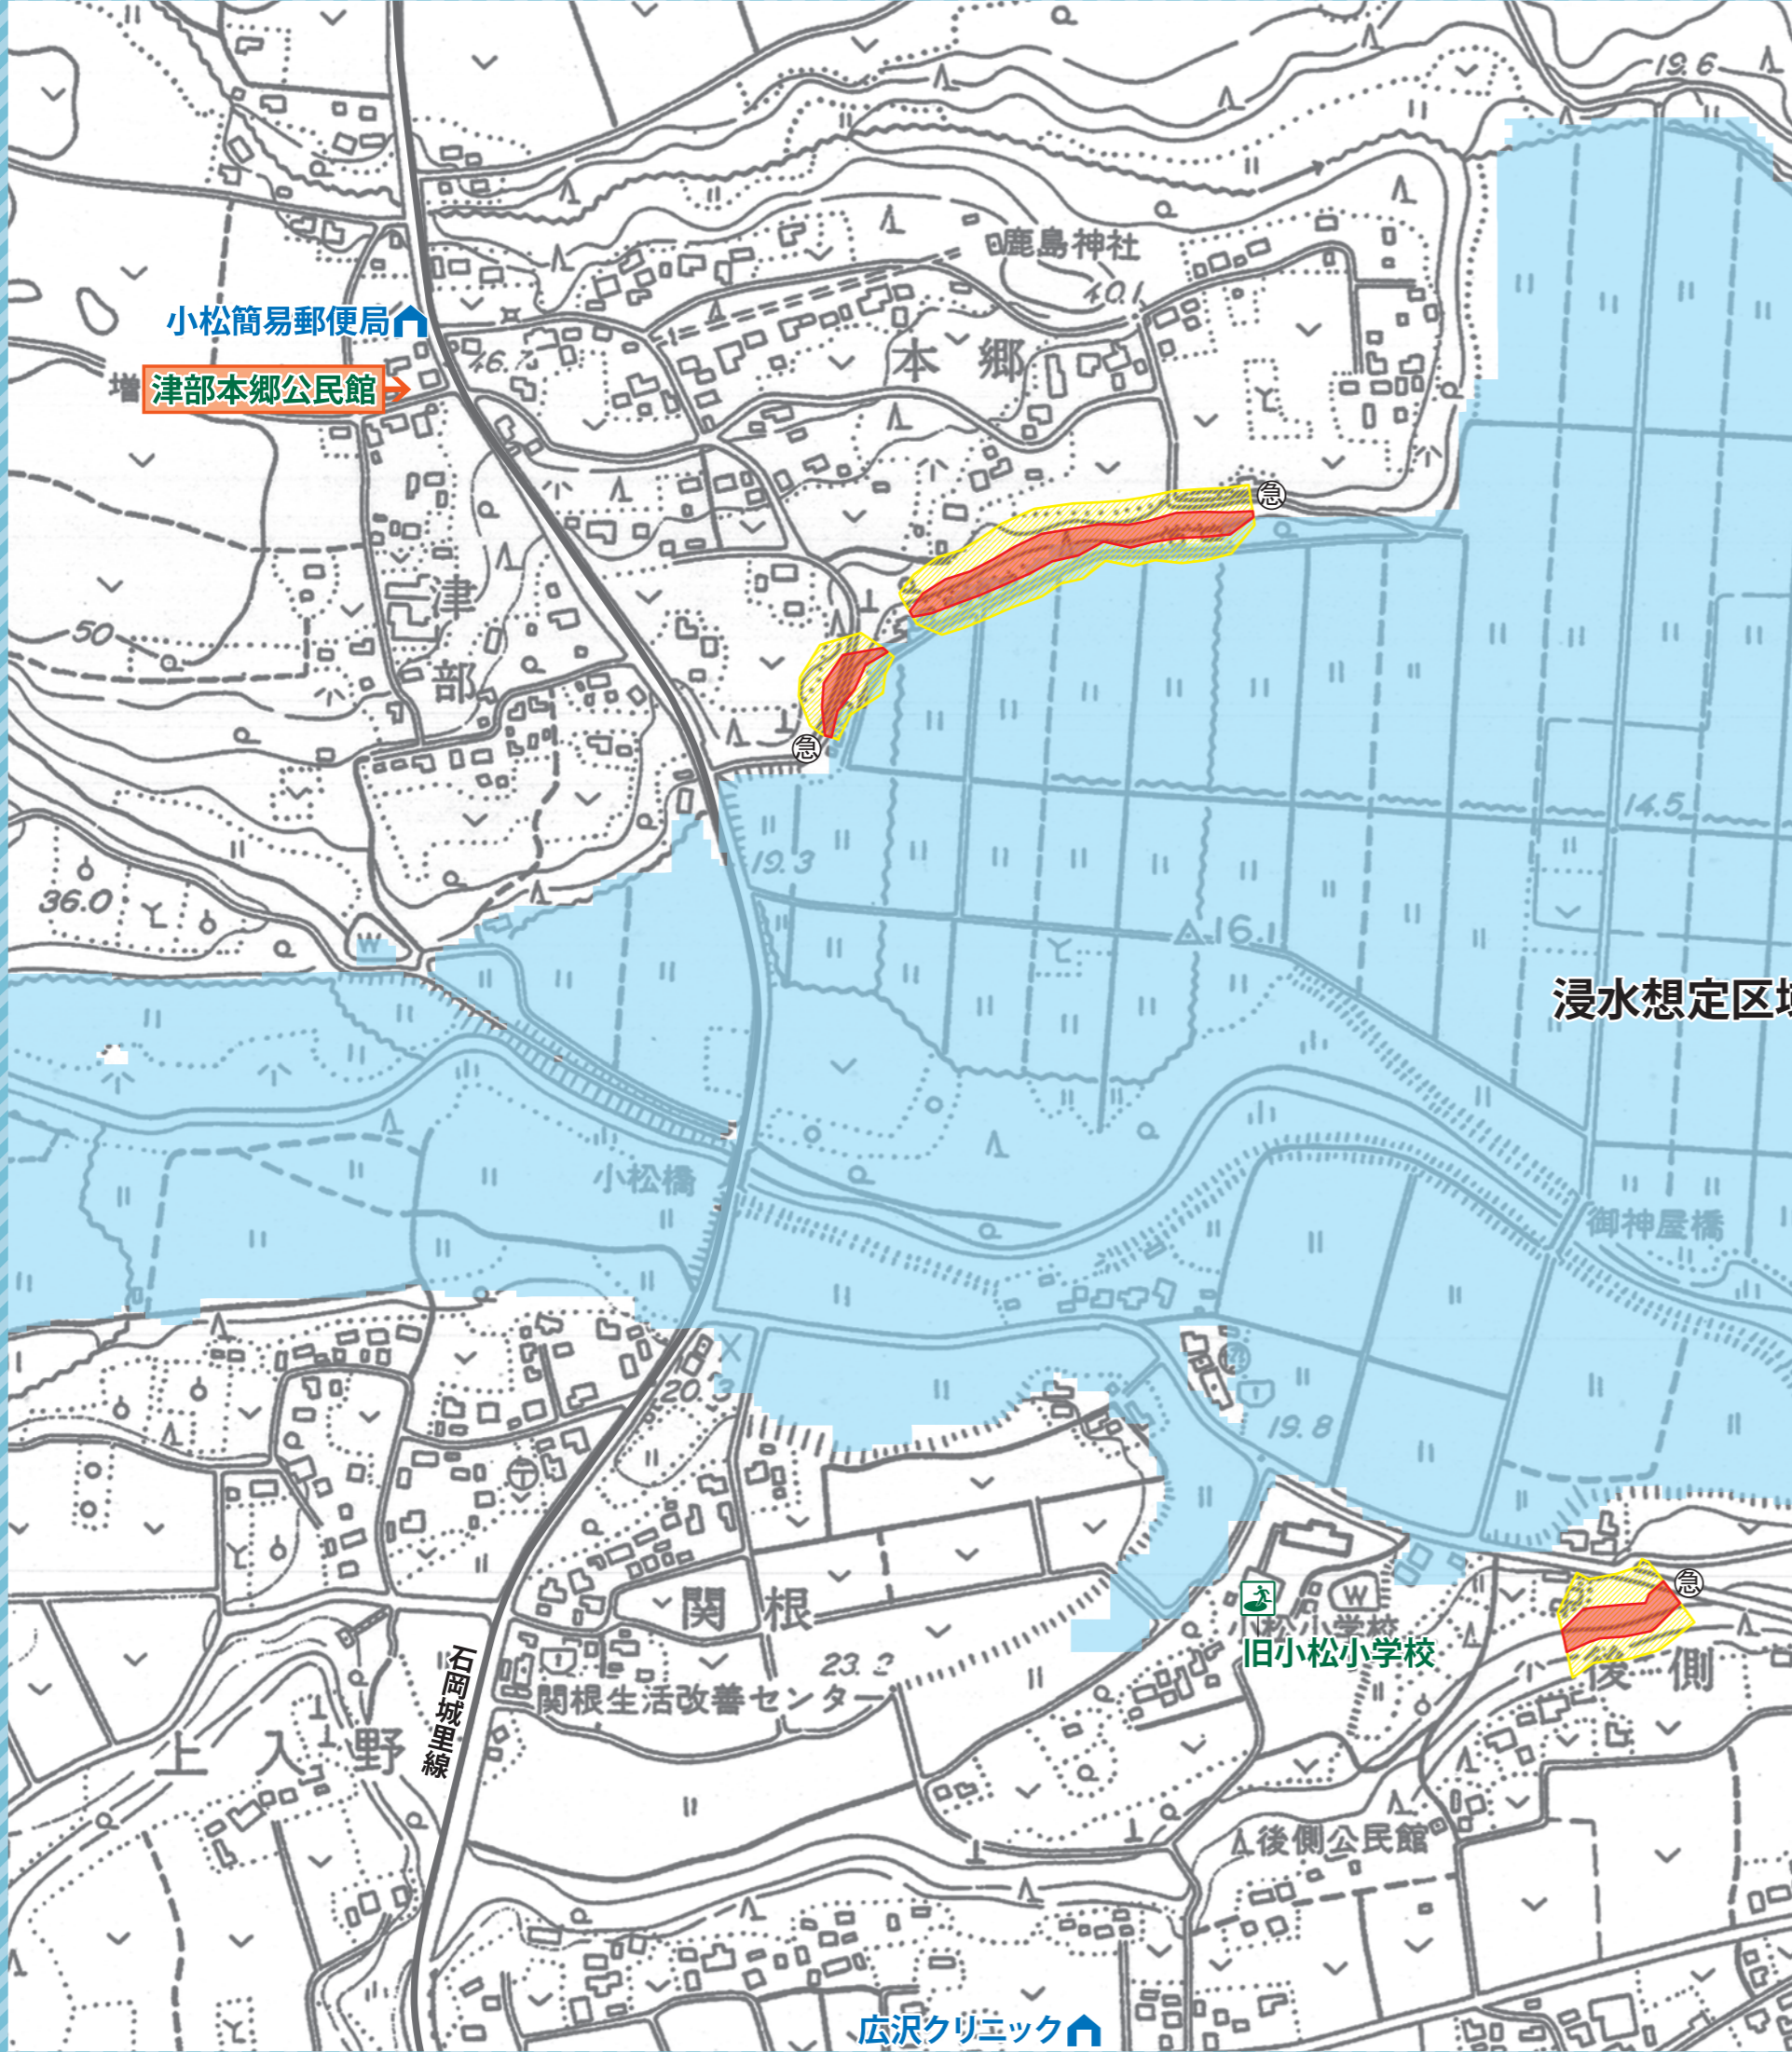 19.6
鹿島神社
40.1
小松簡易郵便局
46.
本郷
増
津部本郷公民館
急
津
50
部
急
14.5
19.3
36.0
W
16.1
浸水想定区
小松橋
御神屋橋
20.3
19.8
急
関根
W
小松小学校
旧小松小学校
後側
23.
関根生活改善センター
石岡城里線
上入野
後側公民館
広沢クリニック